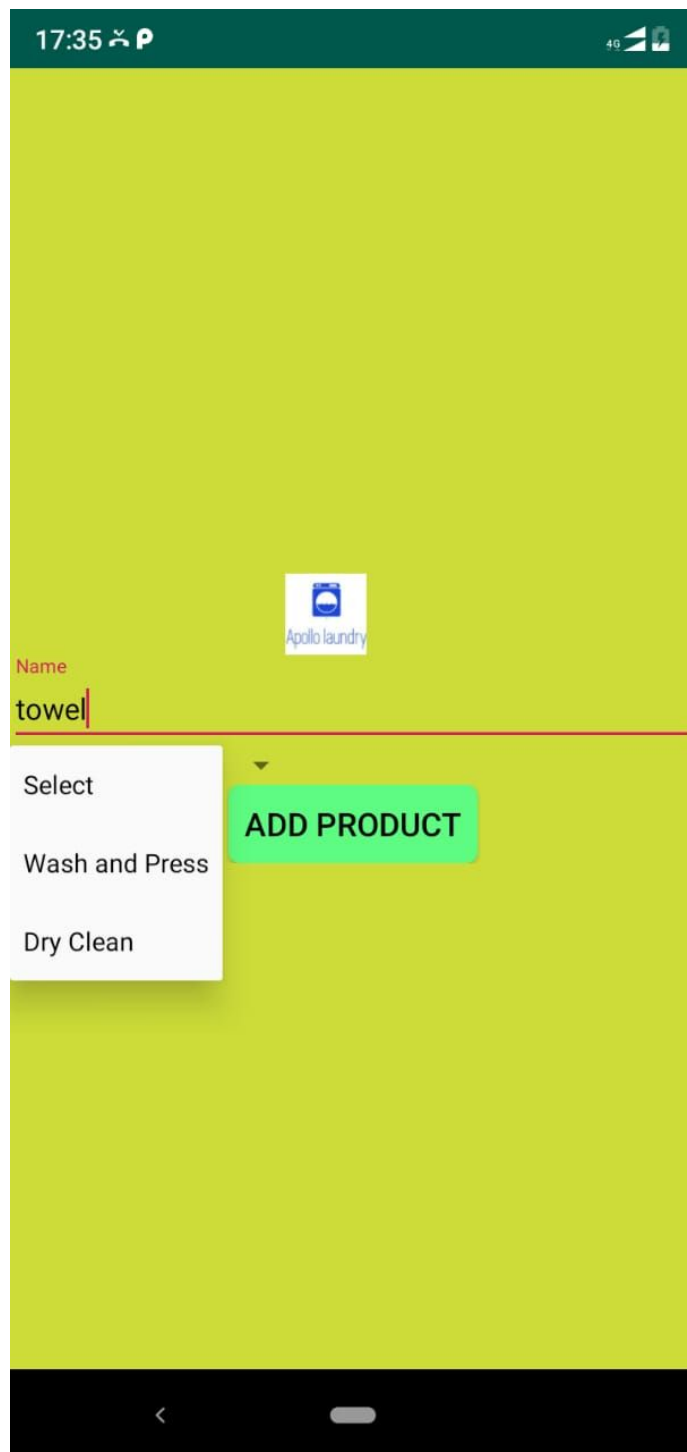 17:35
4G
Apollo laundry
Name
towel
Select
ADD PRODUCT
Wash and Press
Dry Clean